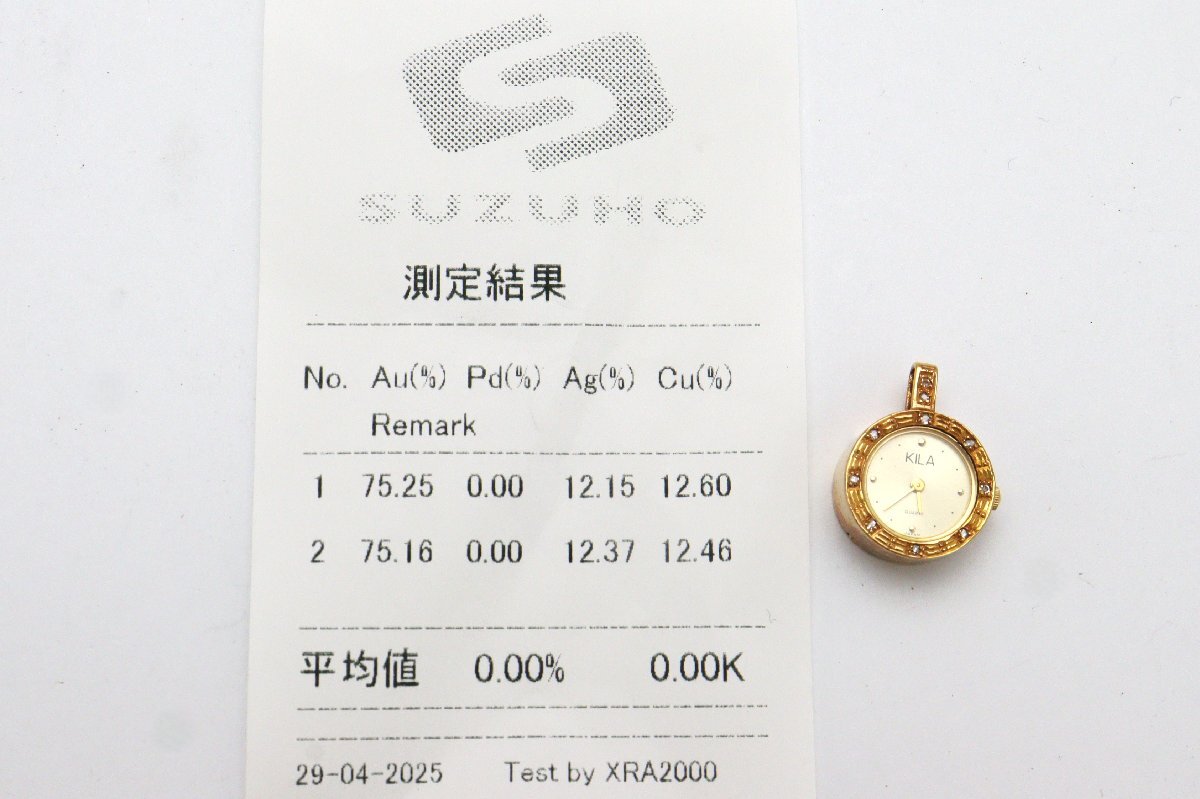 SUZUHO
測定結果
No. Au(%) Pd(%) Ag(%) Cu(%)
Remark
1 75.25 0.00 12.15 12.60
2 75.16 0.00 12.37 12.46
平均値 0.00% 0.00K
29-04-2025 Test by XRA2000
KILA